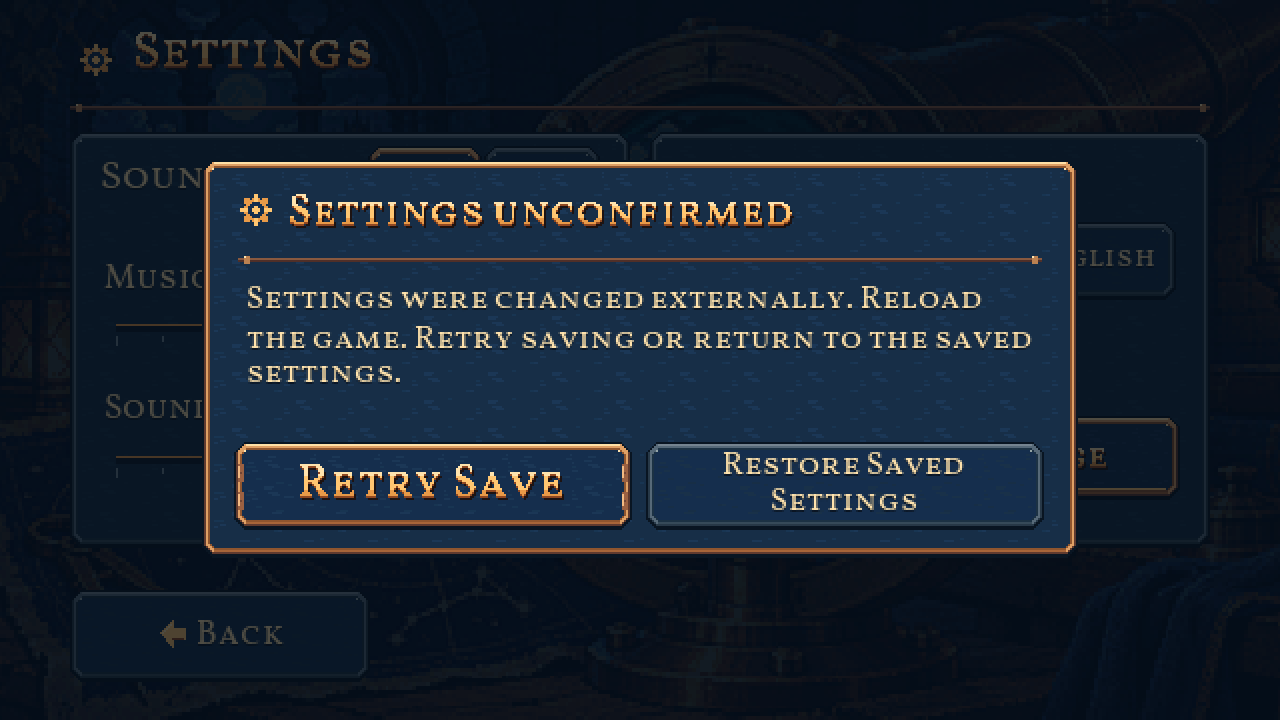 Settings
Settings unconfirmed
Settings were changed externally. Reload
the game. Retry saving or return to the saved
settings.
Retry Save
Restore Saved
Settings
Back